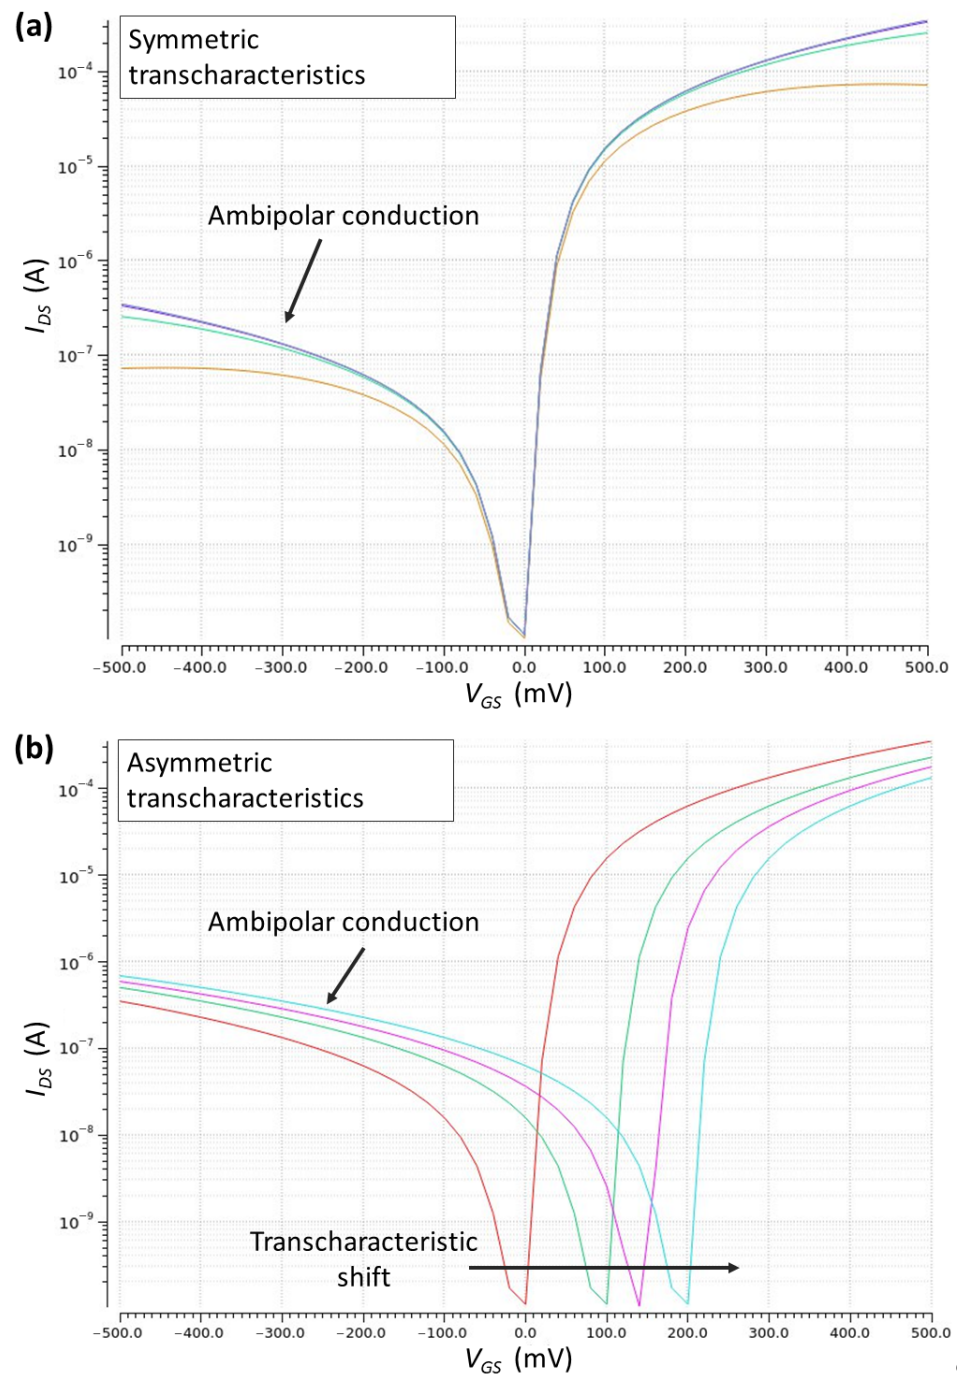 (a)
Symmetric
transcharacteristics
Ambipolar conduction
I_DS (A)
10⁻⁴
10⁻⁵
10⁻⁶
10⁻⁷
10⁻⁸
10⁻⁹
−500.0 −400.0 −300.0 −200.0 −100.0 0.0 100.0 200.0 300.0 400.0 500.0
V_GS (mV)
(b)
Asymmetric
transcharacteristics
Ambipolar conduction
Transcharacteristic
shift
I_DS (A)
10⁻⁴
10⁻⁵
10⁻⁶
10⁻⁷
10⁻⁸
10⁻⁹
−500.0 −400.0 −300.0 −200.0 −100.0 0.0 100.0 200.0 300.0 400.0 500.0
V_GS (mV)